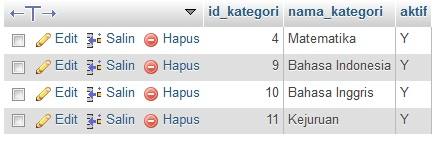 id_kategori nama_kategori aktif
Edit Salin Hapus 4 Matematika Y
Edit Salin Hapus 9 Bahasa Indonesia Y
Edit Salin Hapus 10 Bahasa Inggris Y
Edit Salin Hapus 11 Kejuruan Y